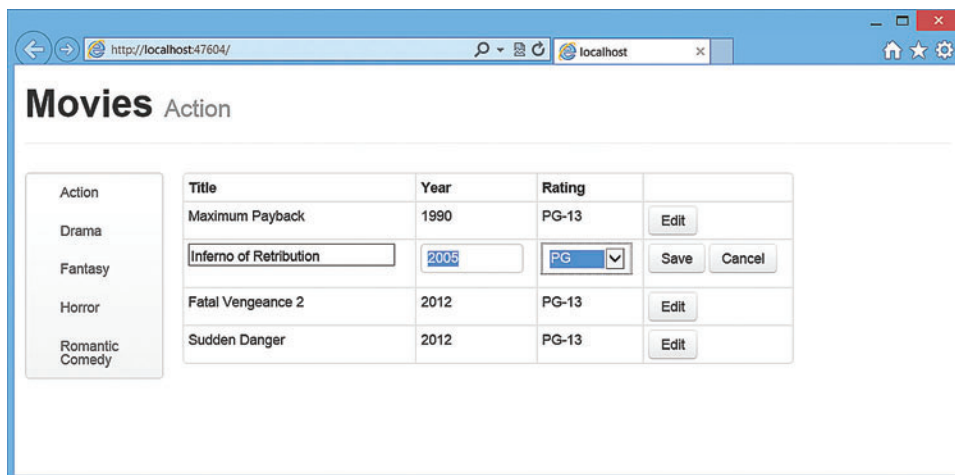 http://localhost:47604/
localhost
Movies Action
Action
Drama
Fantasy
Horror
Romantic
Comedy
Title Year Rating
Maximum Payback 1990 PG-13 Edit
Inferno of Retribution 2005 PG Save Cancel
Fatal Vengeance 2 2012 PG-13 Edit
Sudden Danger 2012 PG-13 Edit